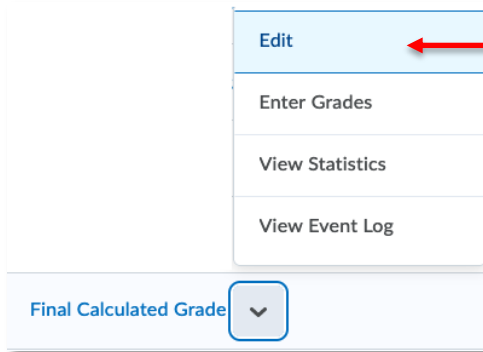 Edit
Enter Grades
View Statistics
View Event Log
Final Calculated Grade